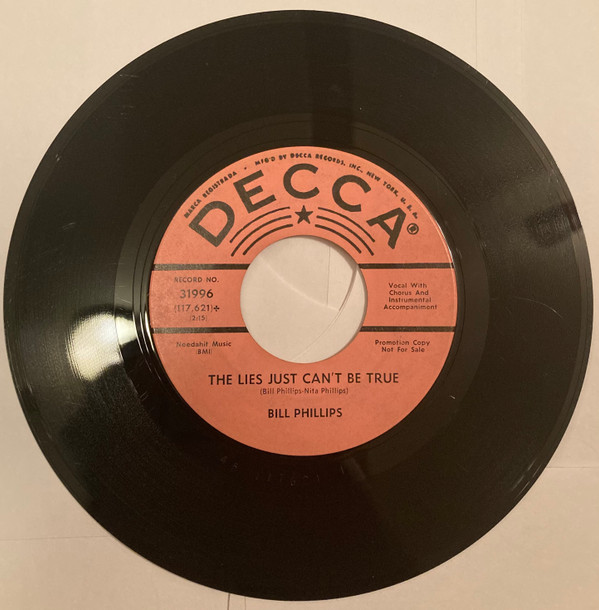 MARCA REGISTRADA • MFR'D BY DECCA RECORDS, INC. NEW YORK, U. S. A.
DECCA®
RECORD NO.
31996
(117,621)+
(2:15)
Vocal With
Chorus And
Instrumental
Accompaniment
Needahit Music
BMI
Promotion Copy
Not For Sale
THE LIES JUST CAN'T BE TRUE
(Bill Phillips-Nita Phillips)
BILL PHILLIPS